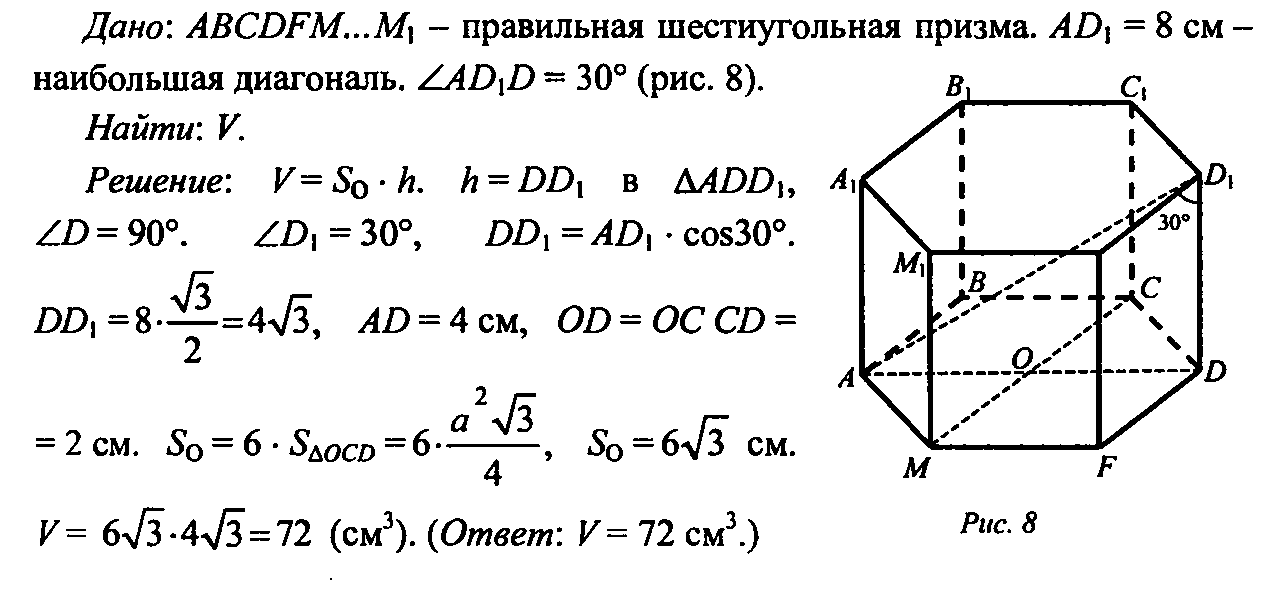 Дано: ABCDFM...M₁ – правильная шестиугольная призма. AD₁ = 8 см –
наибольшая диагональ. ∠AD₁D = 30° (рис. 8).
Найти: V.
Решение: V = S_O · h. h = DD₁ в ΔADD₁,
∠D = 90°. ∠D₁ = 30°, DD₁ = AD₁ · cos30°.
DD₁ = 8·√3/2 = 4√3, AD = 4 см, OD = OC CD =
= 2 см. S_O = 6 · S_ΔOCD = 6·a²√3/4, S_O = 6√3 см.
V = 6√3·4√3 = 72 (см³). (Ответ: V = 72 см³.)
B₁ C₁
A₁ D₁
30°
M₁
B C
A O D
M F
Рис. 8